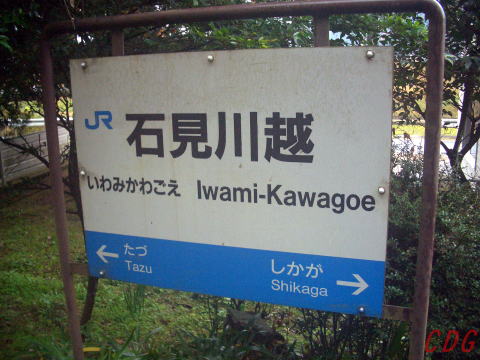 JR 石見川越
いわみかわごえ Iwami-Kawagoe
← たづ
Tazu
しかが →
Shikaga
CDG